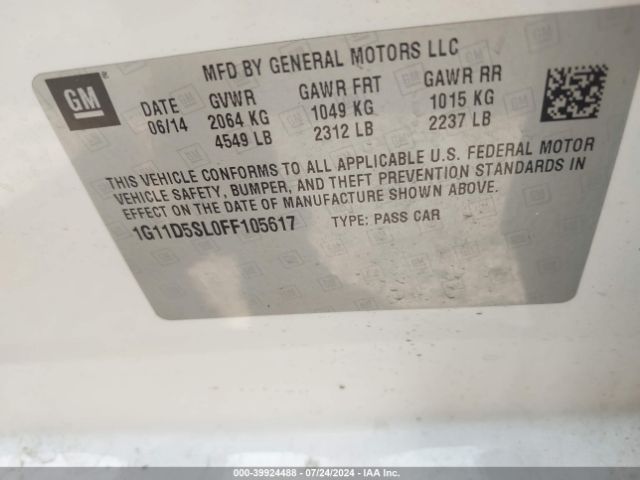 MFD BY GENERAL MOTORS LLC
GM
DATE GVWR GAWR FRT GAWR RR
06/14 2064 KG 1049 KG 1015 KG
4549 LB 2312 LB 2237 LB
THIS VEHICLE CONFORMS TO ALL APPLICABLE U.S. FEDERAL MOTOR
VEHICLE SAFETY, BUMPER, AND THEFT PREVENTION STANDARDS IN
EFFECT ON THE DATE OF MANUFACTURE SHOWN ABOVE.
1G11D5SL0FF105617 TYPE: PASS CAR
000-39924488 - 07/24/2024 - IAA Inc.